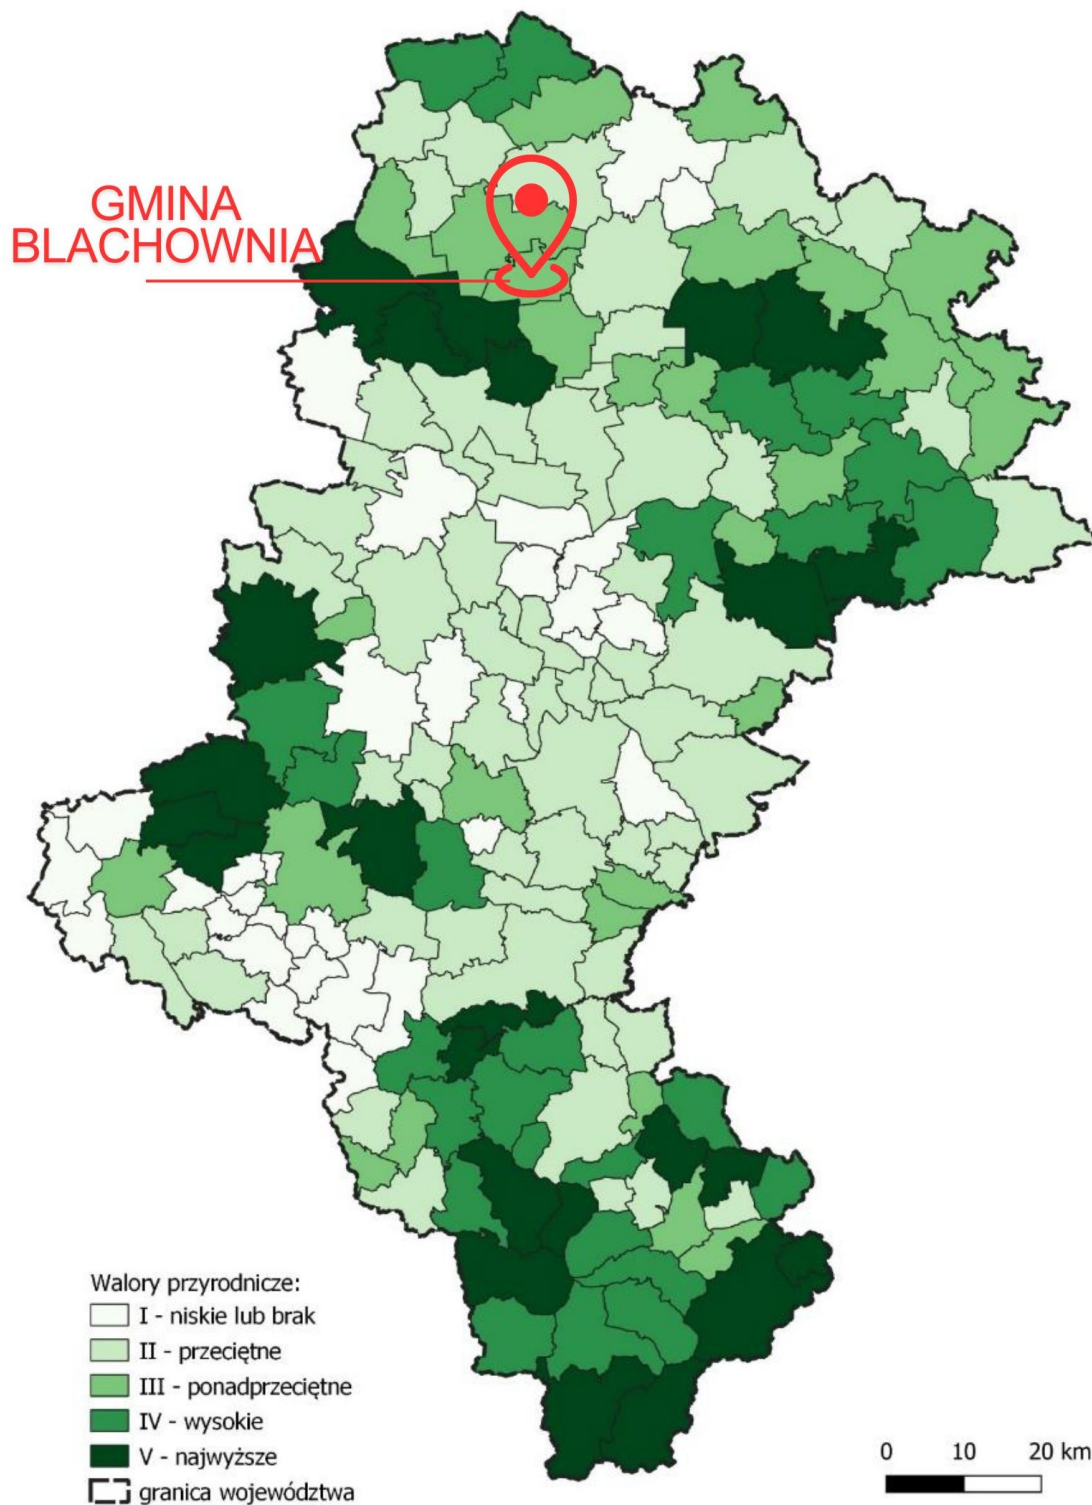 GMINA
BLACHOWNIA
Walory przyrodnicze:
I - niskie lub brak
II - przeciętne
III - ponadprzeciętne
IV - wysokie
V - najwyższe
granica województwa
0 10 20 km